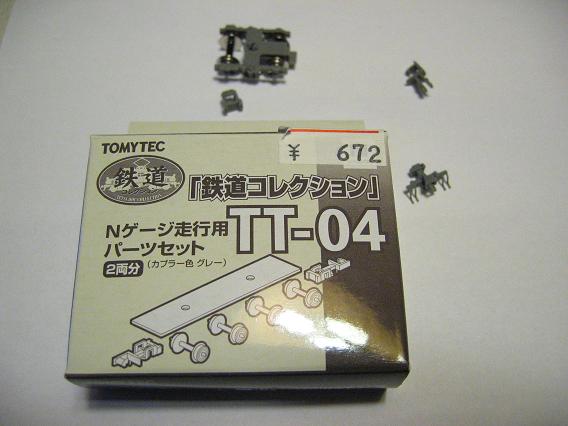 TOMYTEC
¥ 672
鉄道
「鉄道コレクション」
Nゲージ走行用
パーツセット
TT-04
2両分
(カプラー色 グレー)